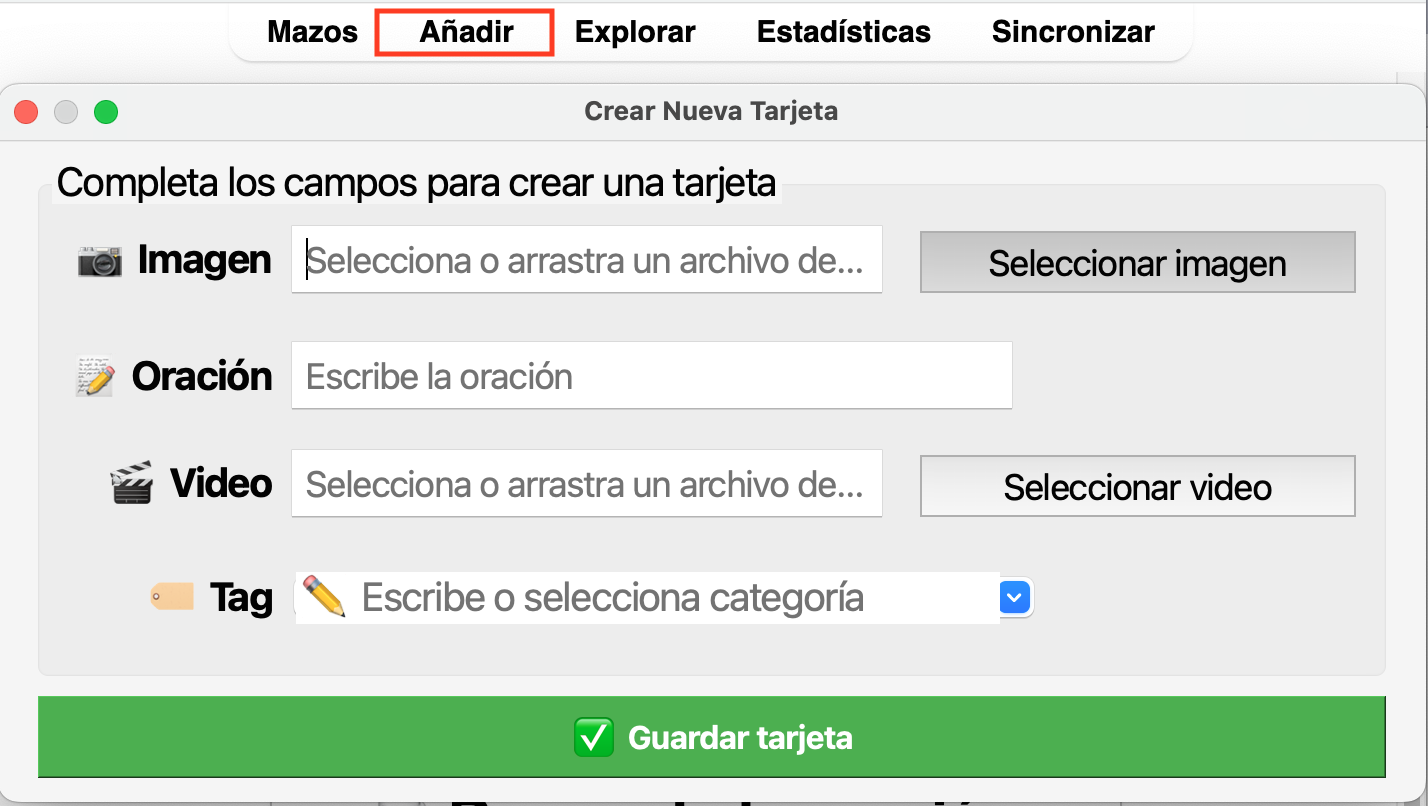 Mazos Añadir Explorar Estadísticas Sincronizar
Crear Nueva Tarjeta
Completa los campos para crear una tarjeta
Imagen Selecciona o arrastra un archivo de... Seleccionar imagen
Oración Escribe la oración
Video Selecciona o arrastra un archivo de... Seleccionar video
Tag Escribe o selecciona categoría
Guardar tarjeta